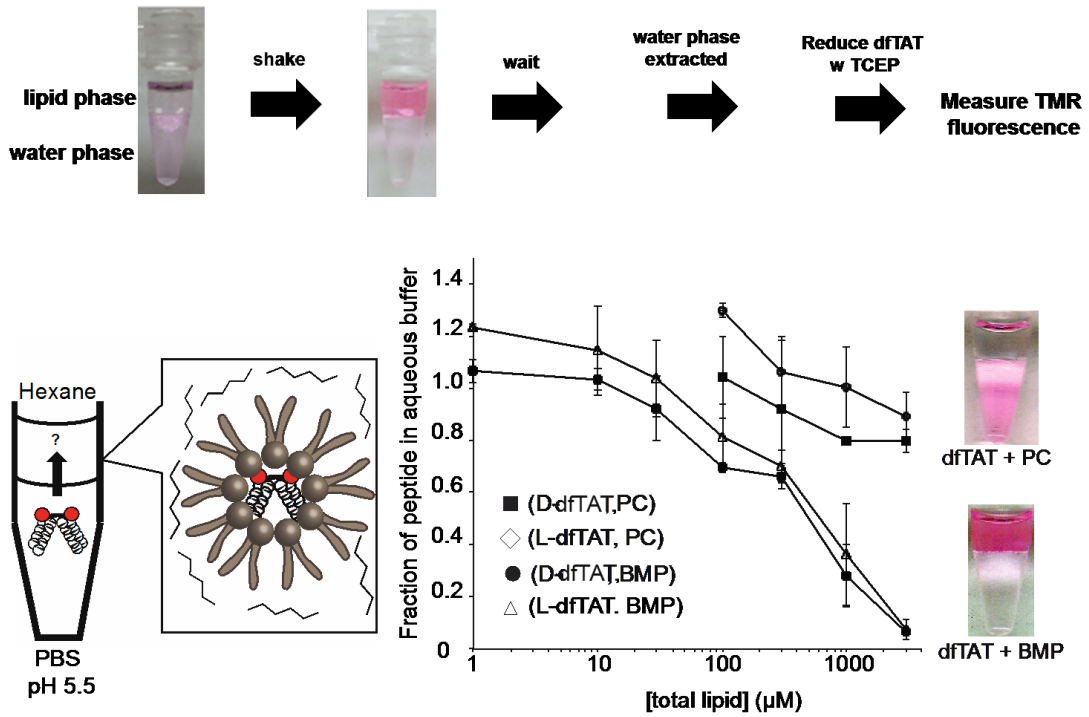 shake
wait
water phase
extracted
Reduce dfTAT
w TCEP
lipid phase
water phase
Measure TMR
fluorescence
Hexane
?
PBS
pH 5.5
Fraction of peptide in aqueous buffer
1.4
1.2
1.0
0.8
0.6
0.4
0.2
0
(D-dfTAT,PC)
(L-dfTAT, PC)
(D-dfTAT,BMP)
(L-dfTAT. BMP)
1
10
100
1000
[total lipid] (µM)
dfTAT + PC
dfTAT + BMP